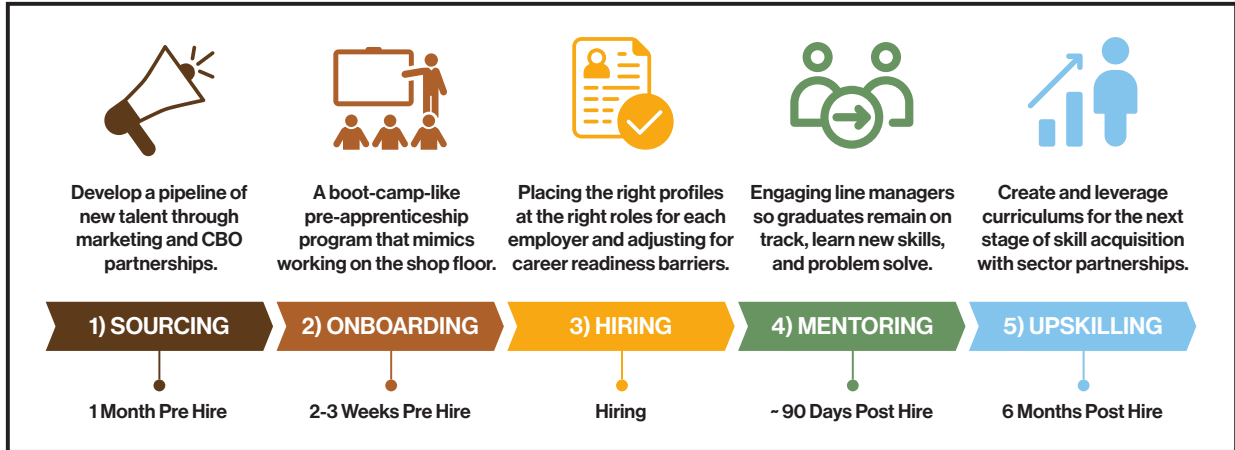 Develop a pipeline of
new talent through
marketing and CBO
partnerships.
A boot-camp-like
pre-apprenticeship
program that mimics
working on the shop floor.
Placing the right profiles
at the right roles for each
employer and adjusting for
career readiness barriers.
Engaging line managers
so graduates remain on
track, learn new skills,
and problem solve.
Create and leverage
curriculums for the next
stage of skill acquisition
with sector partnerships.
1) SOURCING
2) ONBOARDING
3) HIRING
4) MENTORING
5) UPSKILLING
1 Month Pre Hire
2-3 Weeks Pre Hire
Hiring
~ 90 Days Post Hire
6 Months Post Hire